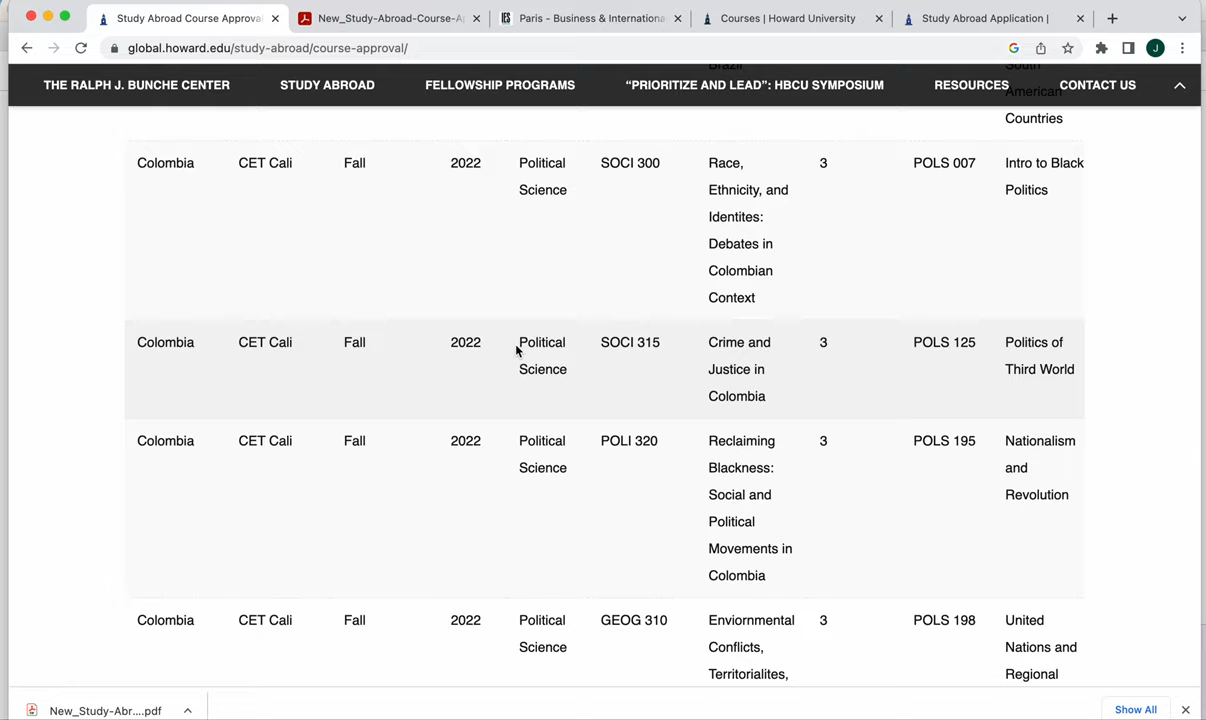 Study Abroad Course Approval
New_Study-Abroad-Course-A
Paris - Business & Internationa
Courses | Howard University
Study Abroad Application |
global.howard.edu/study-abroad/course-approval/
J
THE RALPH J. BUNCHE CENTER
STUDY ABROAD
FELLOWSHIP PROGRAMS
“PRIORITIZE AND LEAD”: HBCU SYMPOSIUM
RESOURCES
CONTACT US
Brazil
South
American
Countries
Colombia
CET Cali
Fall
2022
Political
Science
SOCI 300
Race,
Ethnicity, and
Identites:
Debates in
Colombian
Context
3
POLS 007
Intro to Black
Politics
Colombia
CET Cali
Fall
2022
Political
Science
SOCI 315
Crime and
Justice in
Colombia
3
POLS 125
Politics of
Third World
Colombia
CET Cali
Fall
2022
Political
Science
POLI 320
Reclaiming
Blackness:
Social and
Political
Movements in
Colombia
3
POLS 195
Nationalism
and
Revolution
Colombia
CET Cali
Fall
2022
Political
Science
GEOG 310
Enviornmental
Conflicts,
Territorialites,
3
POLS 198
United
Nations and
Regional
New_Study-Abr....pdf
Show All